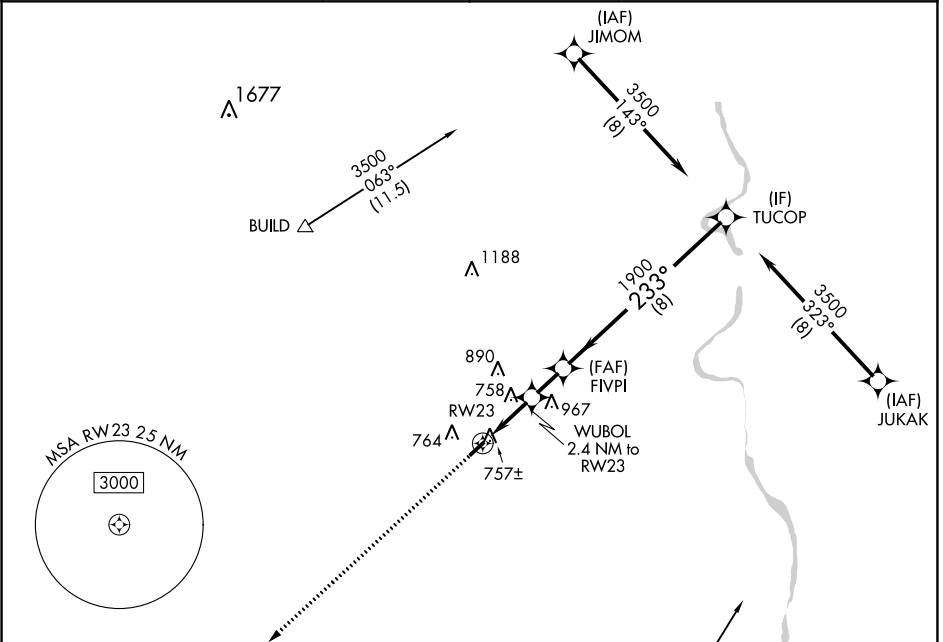 (IAF)
JIMOM
1677
3500
143°
(8)
3500
063°
(11.5)
BUILD
(IF)
TUCOP
1188
1900
233°
(8)
3500
323°
(8)
890
(FAF)
FIVPI
758
967
(IAF)
JUKAK
RW23
764
WUBOL
2.4 NM to
RW23
757±
MSA RW23 25 NM
3000